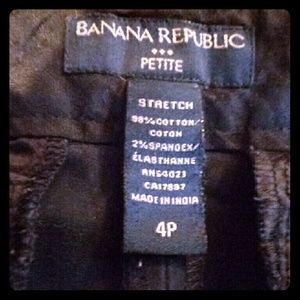 BANANA REPUBLIC
PETITE
STRETCH
98% COTTON/
COTON
2% SPANDEX/
ÉLASTHANNE
RN54023
CA17897
MADE IN INDIA
4P